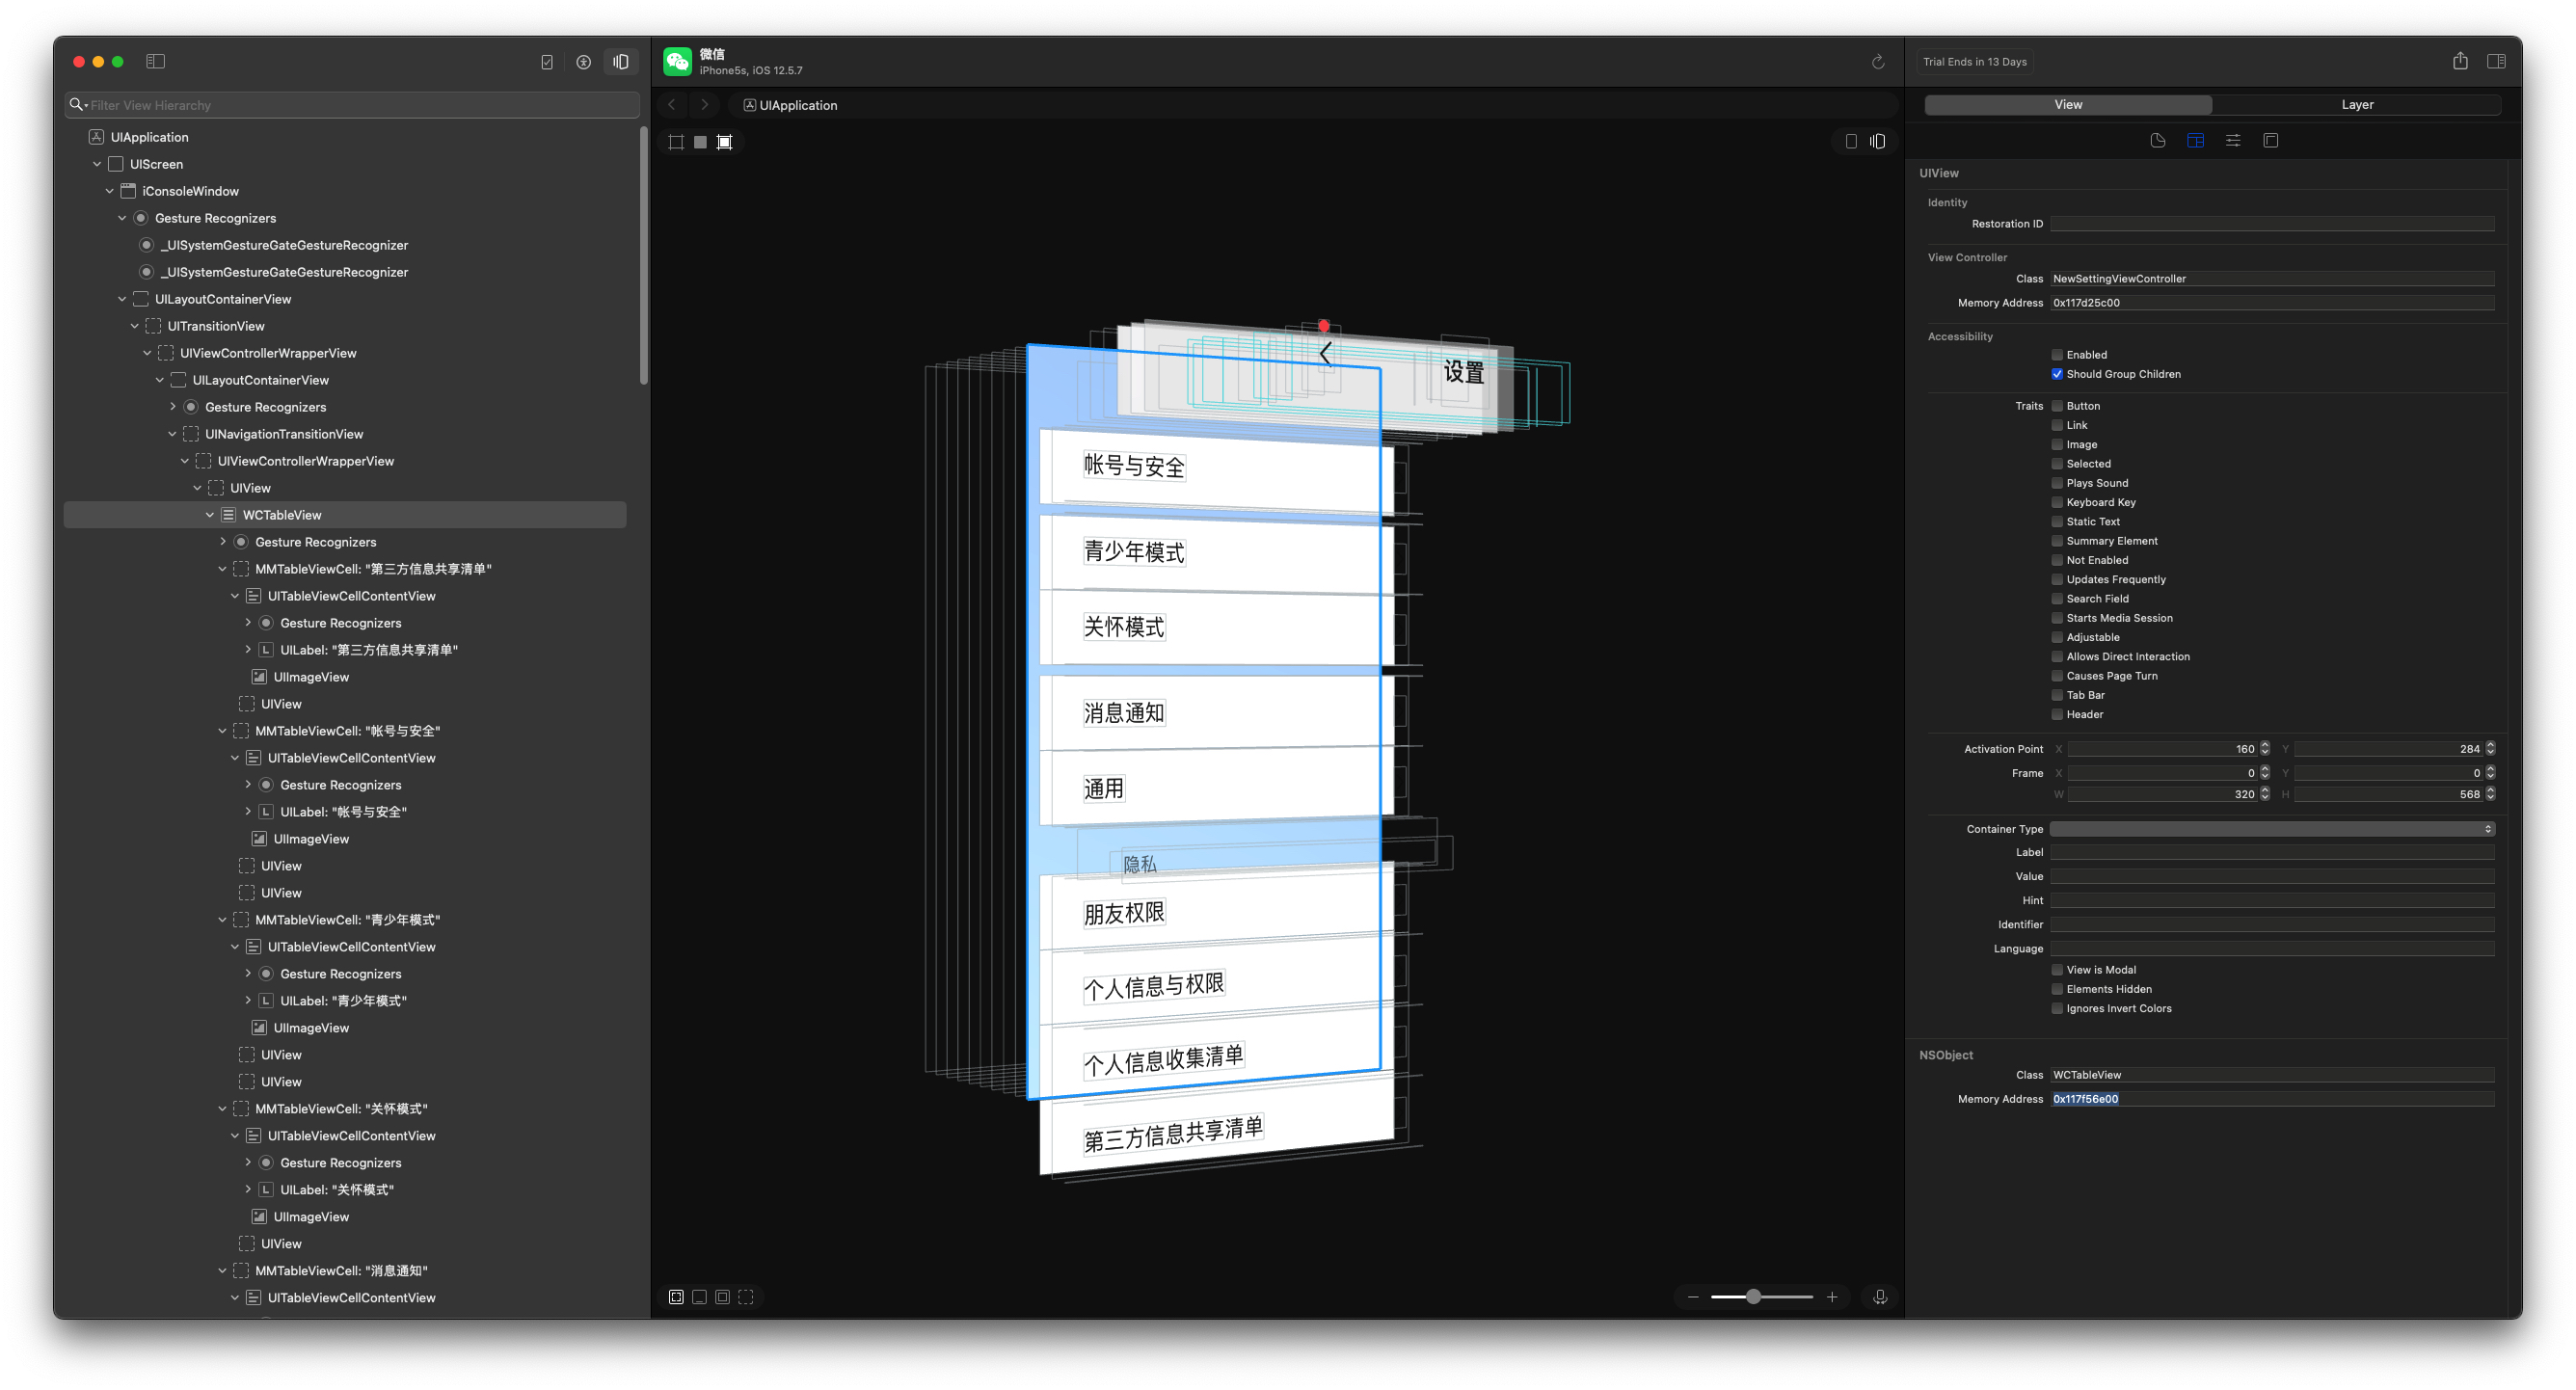 Filter View Hierarchy
UIApplication
UIScreen
iConsoleWindow
Gesture Recognizers
_UISystemGestureGateGestureRecognizer
_UISystemGestureGateGestureRecognizer
UILayoutContainerView
UITransitionView
UIViewControllerWrapperView
UILayoutContainerView
Gesture Recognizers
UINavigationTransitionView
UIViewControllerWrapperView
UIView
WCTableView
Gesture Recognizers
MMTableViewCell: "第三方信息共享清单"
UITableViewCellContentView
Gesture Recognizers
L UILabel: "第三方信息共享清单"
UIImageView
UIView
MMTableViewCell: "帐号与安全"
UITableViewCellContentView
Gesture Recognizers
L UILabel: "帐号与安全"
UIImageView
UIView
UIView
MMTableViewCell: "青少年模式"
UITableViewCellContentView
Gesture Recognizers
L UILabel: "青少年模式"
UIImageView
UIView
UIView
MMTableViewCell: "关怀模式"
UITableViewCellContentView
Gesture Recognizers
L UILabel: "关怀模式"
UIImageView
UIView
MMTableViewCell: "消息通知"
UITableViewCellContentView
微信
iPhone5s, iOS 12.5.7
UIApplication
设置
帐号与安全
青少年模式
关怀模式
消息通知
通用
隐私
朋友权限
个人信息与权限
个人信息收集清单
第三方信息共享清单
Trial Ends in 13 Days
View Layer
UIView
Identity
Restoration ID
View Controller
Class NewSettingViewController
Memory Address 0x117d25c00
Accessibility
Enabled
Should Group Children
Traits Button
Link
Image
Selected
Plays Sound
Keyboard Key
Static Text
Summary Element
Not Enabled
Updates Frequently
Search Field
Starts Media Session
Adjustable
Allows Direct Interaction
Causes Page Turn
Tab Bar
Header
Activation Point X 160 Y 284
Frame X 0 Y 0
W 320 H 568
Container Type
Label
Value
Hint
Identifier
Language
View is Modal
Elements Hidden
Ignores Invert Colors
NSObject
Class WCTableView
Memory Address 0x117f56e00